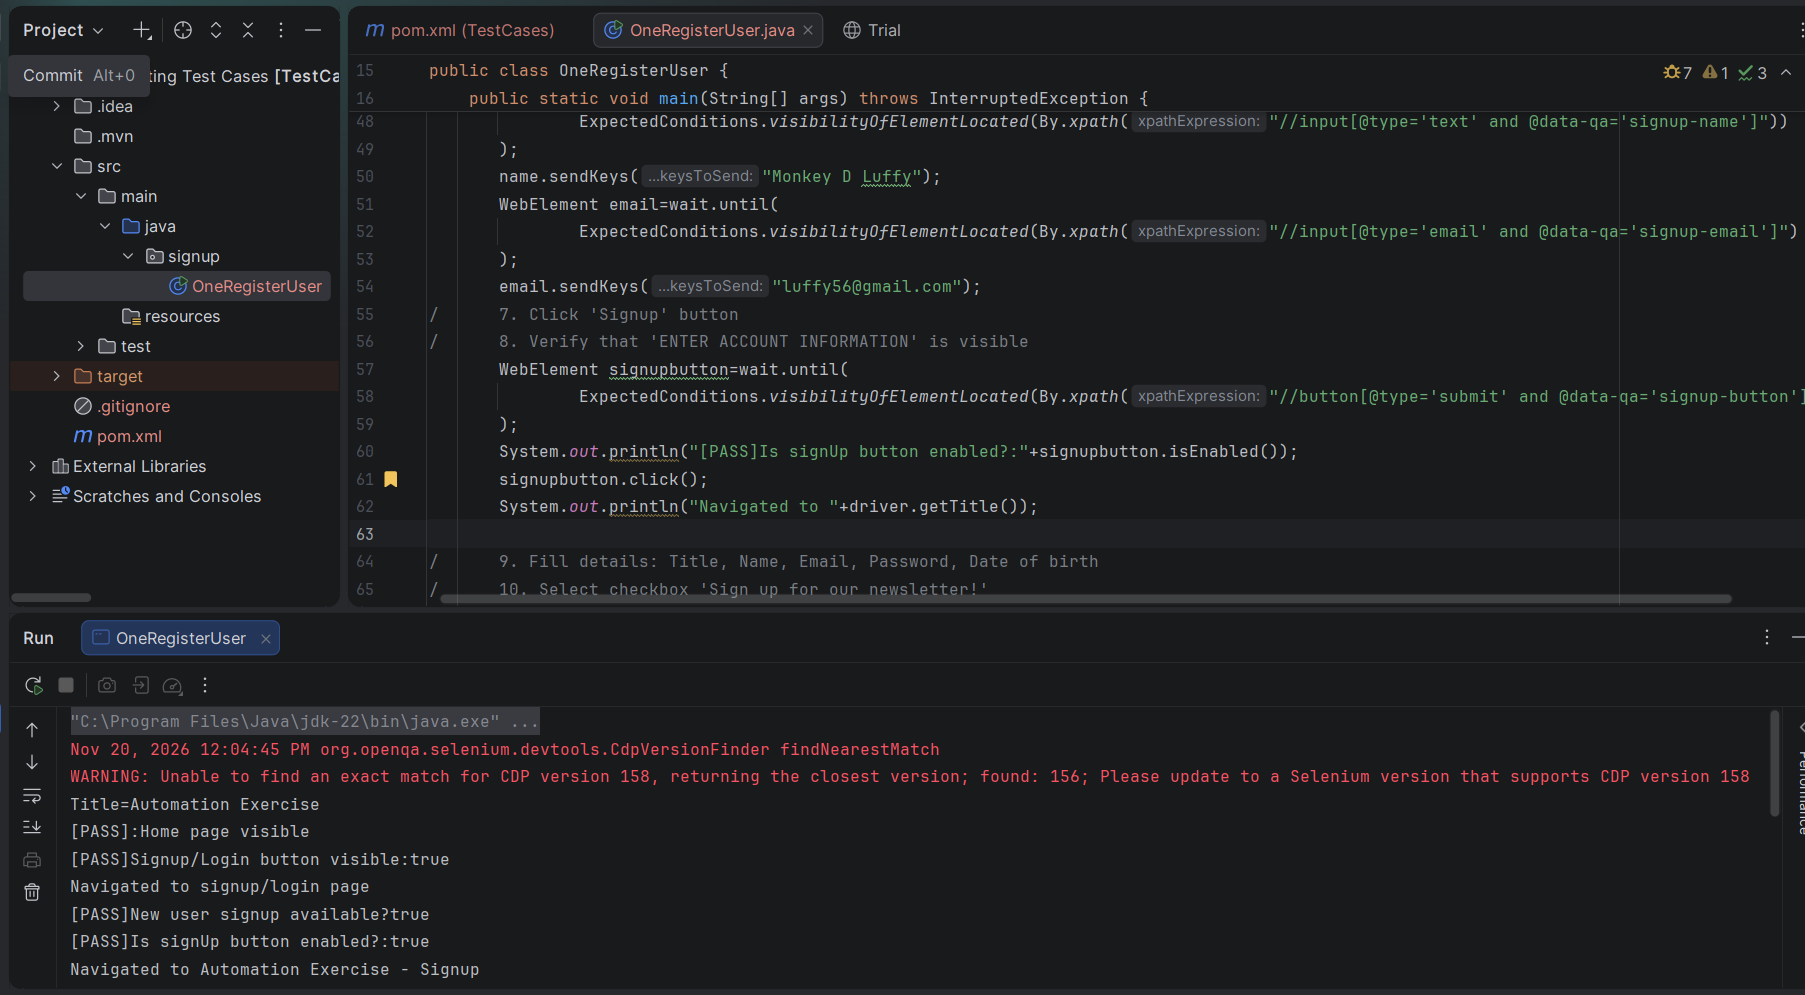 Project
pom.xml (TestCases)
OneRegisterUser.java
Trial
Commit Alt+0
ting Test Cases [TestCa
.idea
.mvn
src
main
java
signup
OneRegisterUser
resources
test
target
.gitignore
pom.xml
External Libraries
Scratches and Consoles
7 1 3
15 public class OneRegisterUser {
16 public static void main(String[] args) throws InterruptedException {
48 ExpectedConditions.visibilityOfElementLocated(By.xpath( xpathExpression: "//input[@type='text' and @data-qa='signup-name']"))
49 );
50 name.sendKeys( ...keysToSend: "Monkey D Luffy");
51 WebElement email=wait.until(
52 ExpectedConditions.visibilityOfElementLocated(By.xpath( xpathExpression: "//input[@type='email' and @data-qa='signup-email']")
53 );
54 email.sendKeys( ...keysToSend: "luffy56@gmail.com");
55 / 7. Click 'Signup' button
56 / 8. Verify that 'ENTER ACCOUNT INFORMATION' is visible
57 WebElement signupbutton=wait.until(
58 ExpectedConditions.visibilityOfElementLocated(By.xpath( xpathExpression: "//button[@type='submit' and @data-qa='signup-button']
59 );
60 System.out.println("[PASS]Is signUp button enabled?:"+signupbutton.isEnabled());
61 signupbutton.click();
62 System.out.println("Navigated to "+driver.getTitle());
63
64 / 9. Fill details: Title, Name, Email, Password, Date of birth
65 / 10. Select checkbox 'Sign up for our newsletter!'
Run
OneRegisterUser
"C:\Program Files\Java\jdk-22\bin\java.exe" ...
Nov 20, 2026 12:04:45 PM org.openqa.selenium.devtools.CdpVersionFinder findNearestMatch
WARNING: Unable to find an exact match for CDP version 158, returning the closest version; found: 156; Please update to a Selenium version that supports CDP version 158
Title=Automation Exercise
[PASS]:Home page visible
[PASS]Signup/Login button visible:true
Navigated to signup/login page
[PASS]New user signup available?true
[PASS]Is signUp button enabled?:true
Navigated to Automation Exercise - Signup
Performance